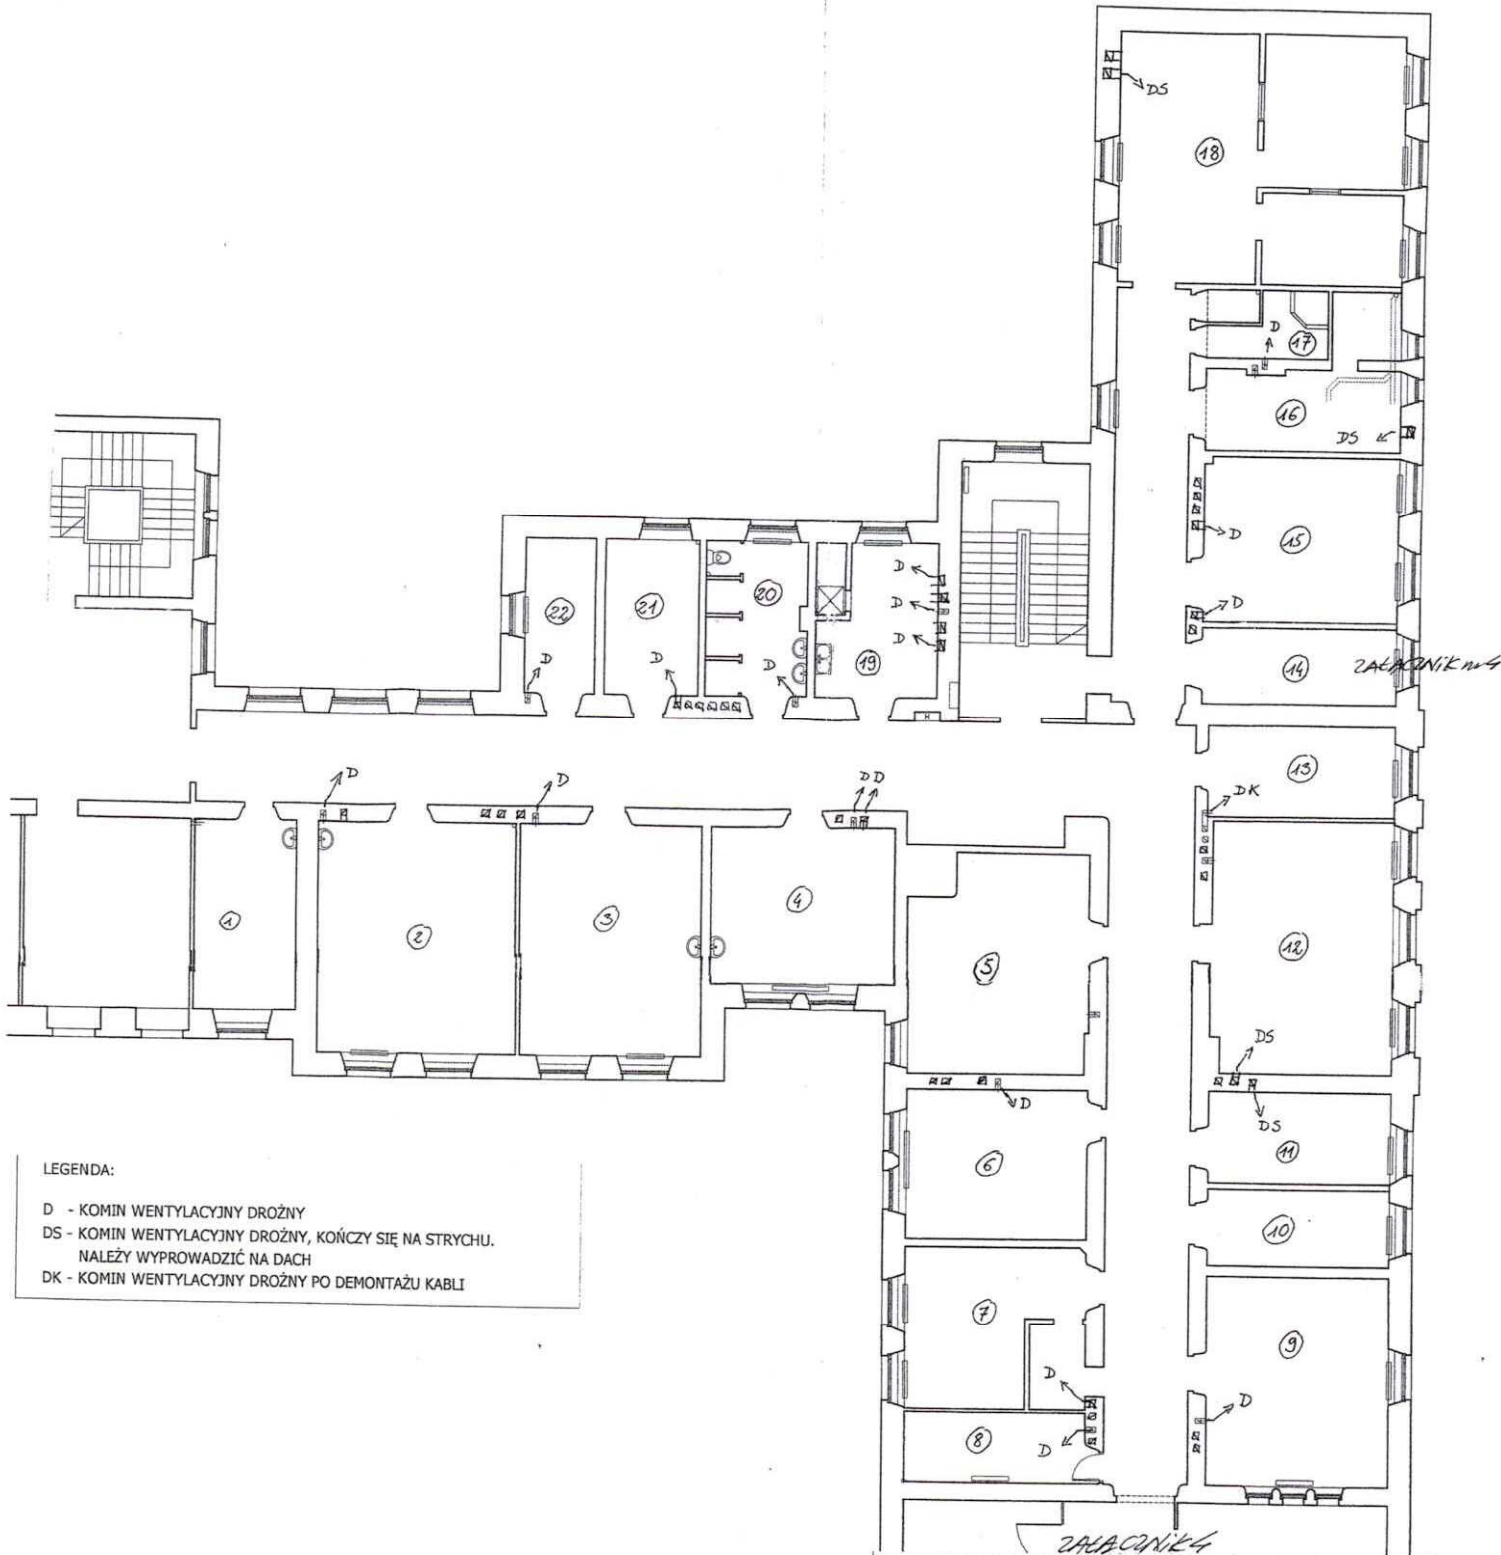 DS
18
D
17
16
DS
D
15
D
14
ZAŁĄCZNIK nr 4
22
21
20
19
D
D
D
D
D
D
D
D
D D
13
DK
1
2
3
4
5
12
DS
DS
D
6
11
10
7
9
D
D
8
D
LEGENDA:
D - KOMIN WENTYLACYJNY DROŻNY
DS - KOMIN WENTYLACYJNY DROŻNY, KOŃCZY SIĘ NA STRYCHU.
NALEŻY WYPROWADZIĆ NA DACH
DK - KOMIN WENTYLACYJNY DROŻNY PO DEMONTAŻU KABLI
ZAŁĄCZNIK 4